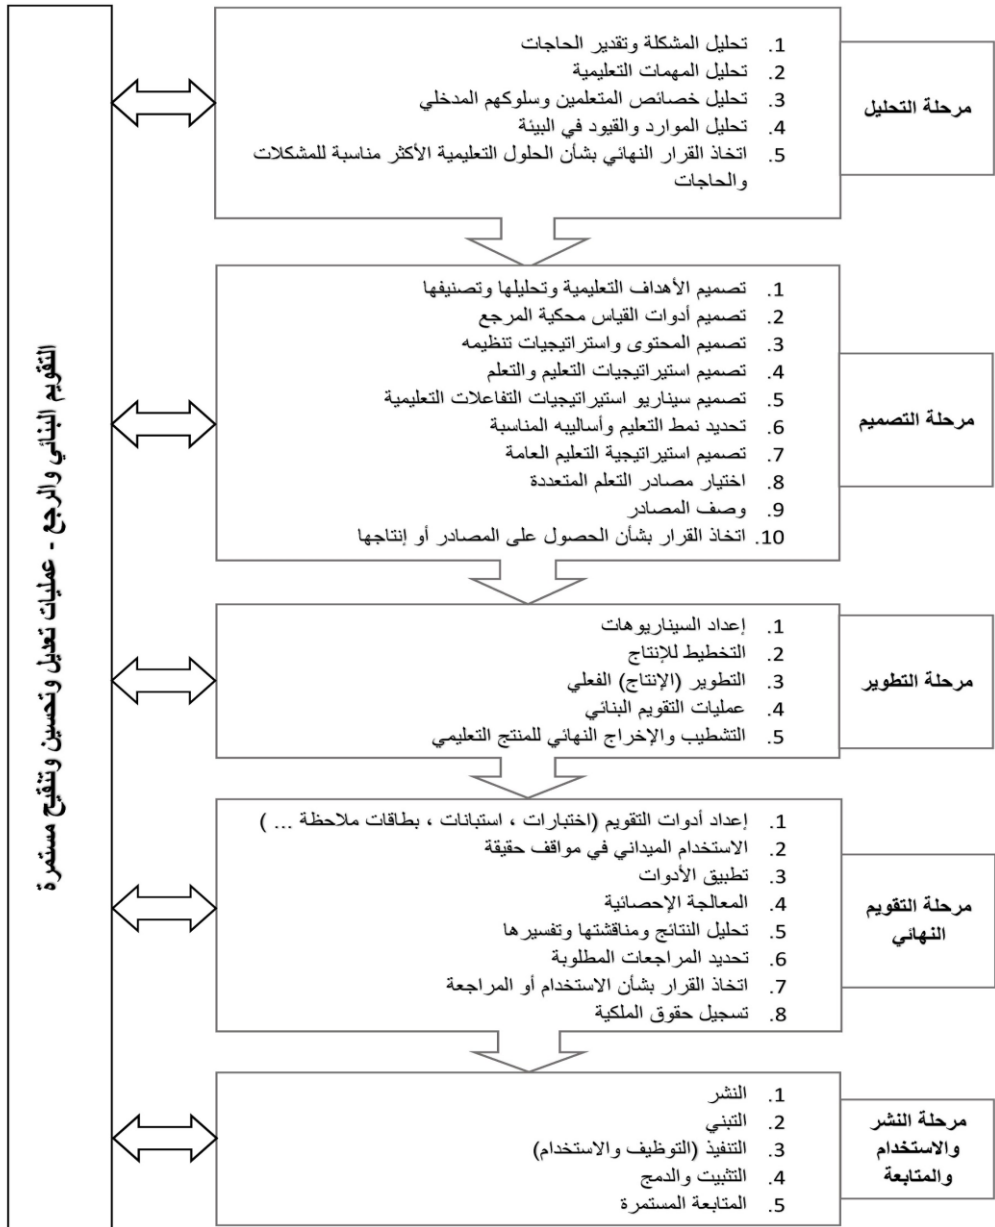 مرحلة التحليل
1. تحليل المشكلة وتقدير الحاجات
2. تحليل المهمات التعليمية
3. تحليل خصائص المتعلمين وسلوكهم المدخلي
4. تحليل الموارد والقيود في البيئة
5. اتخاذ القرار النهائي بشأن الحلول التعليمية الأكثر مناسبة للمشكلات
والحاجات
مرحلة التصميم
1. تصميم الأهداف التعليمية وتحليلها وتصنيفها
2. تصميم أدوات القياس محكية المرجع
3. تصميم المحتوى واستراتيجيات تنظيمه
4. تصميم استيراتيجيات التعليم والتعلم
5. تصميم سيناريو استيراتيجيات التفاعلات التعليمية
6. تحديد نمط التعليم وأساليبه المناسبة
7. تصميم استيراتيجية التعليم العامة
8. اختيار مصادر التعلم المتعددة
9. وصف المصادر
10. اتخاذ القرار بشأن الحصول على المصادر أو إنتاجها
مرحلة التطوير
1. إعداد السيناريوهات
2. التخطيط للإنتاج
3. التطوير (الإنتاج) الفعلي
4. عمليات التقويم البنائي
5. التشطيب والإخراج النهائي للمنتج التعليمي
مرحلة التقويم
النهائي
1. إعداد أدوات التقويم (اختبارات ، استبانات ، بطاقات ملاحظة ... )
2. الاستخدام الميداني في مواقف حقيقة
3. تطبيق الأدوات
4. المعالجة الإحصائية
5. تحليل النتائج ومناقشتها وتفسيرها
6. تحديد المراجعات المطلوبة
7. اتخاذ القرار بشأن الاستخدام أو المراجعة
8. تسجيل حقوق الملكية
مرحلة النشر
والاستخدام
والمتابعة
1. النشر
2. التبني
3. التنفيذ (التوظيف والاستخدام)
4. التثبيت والدمج
5. المتابعة المستمرة
التقويم البنائي والرجع - عمليات تعديل وتحسين وتنقيح مستمرة